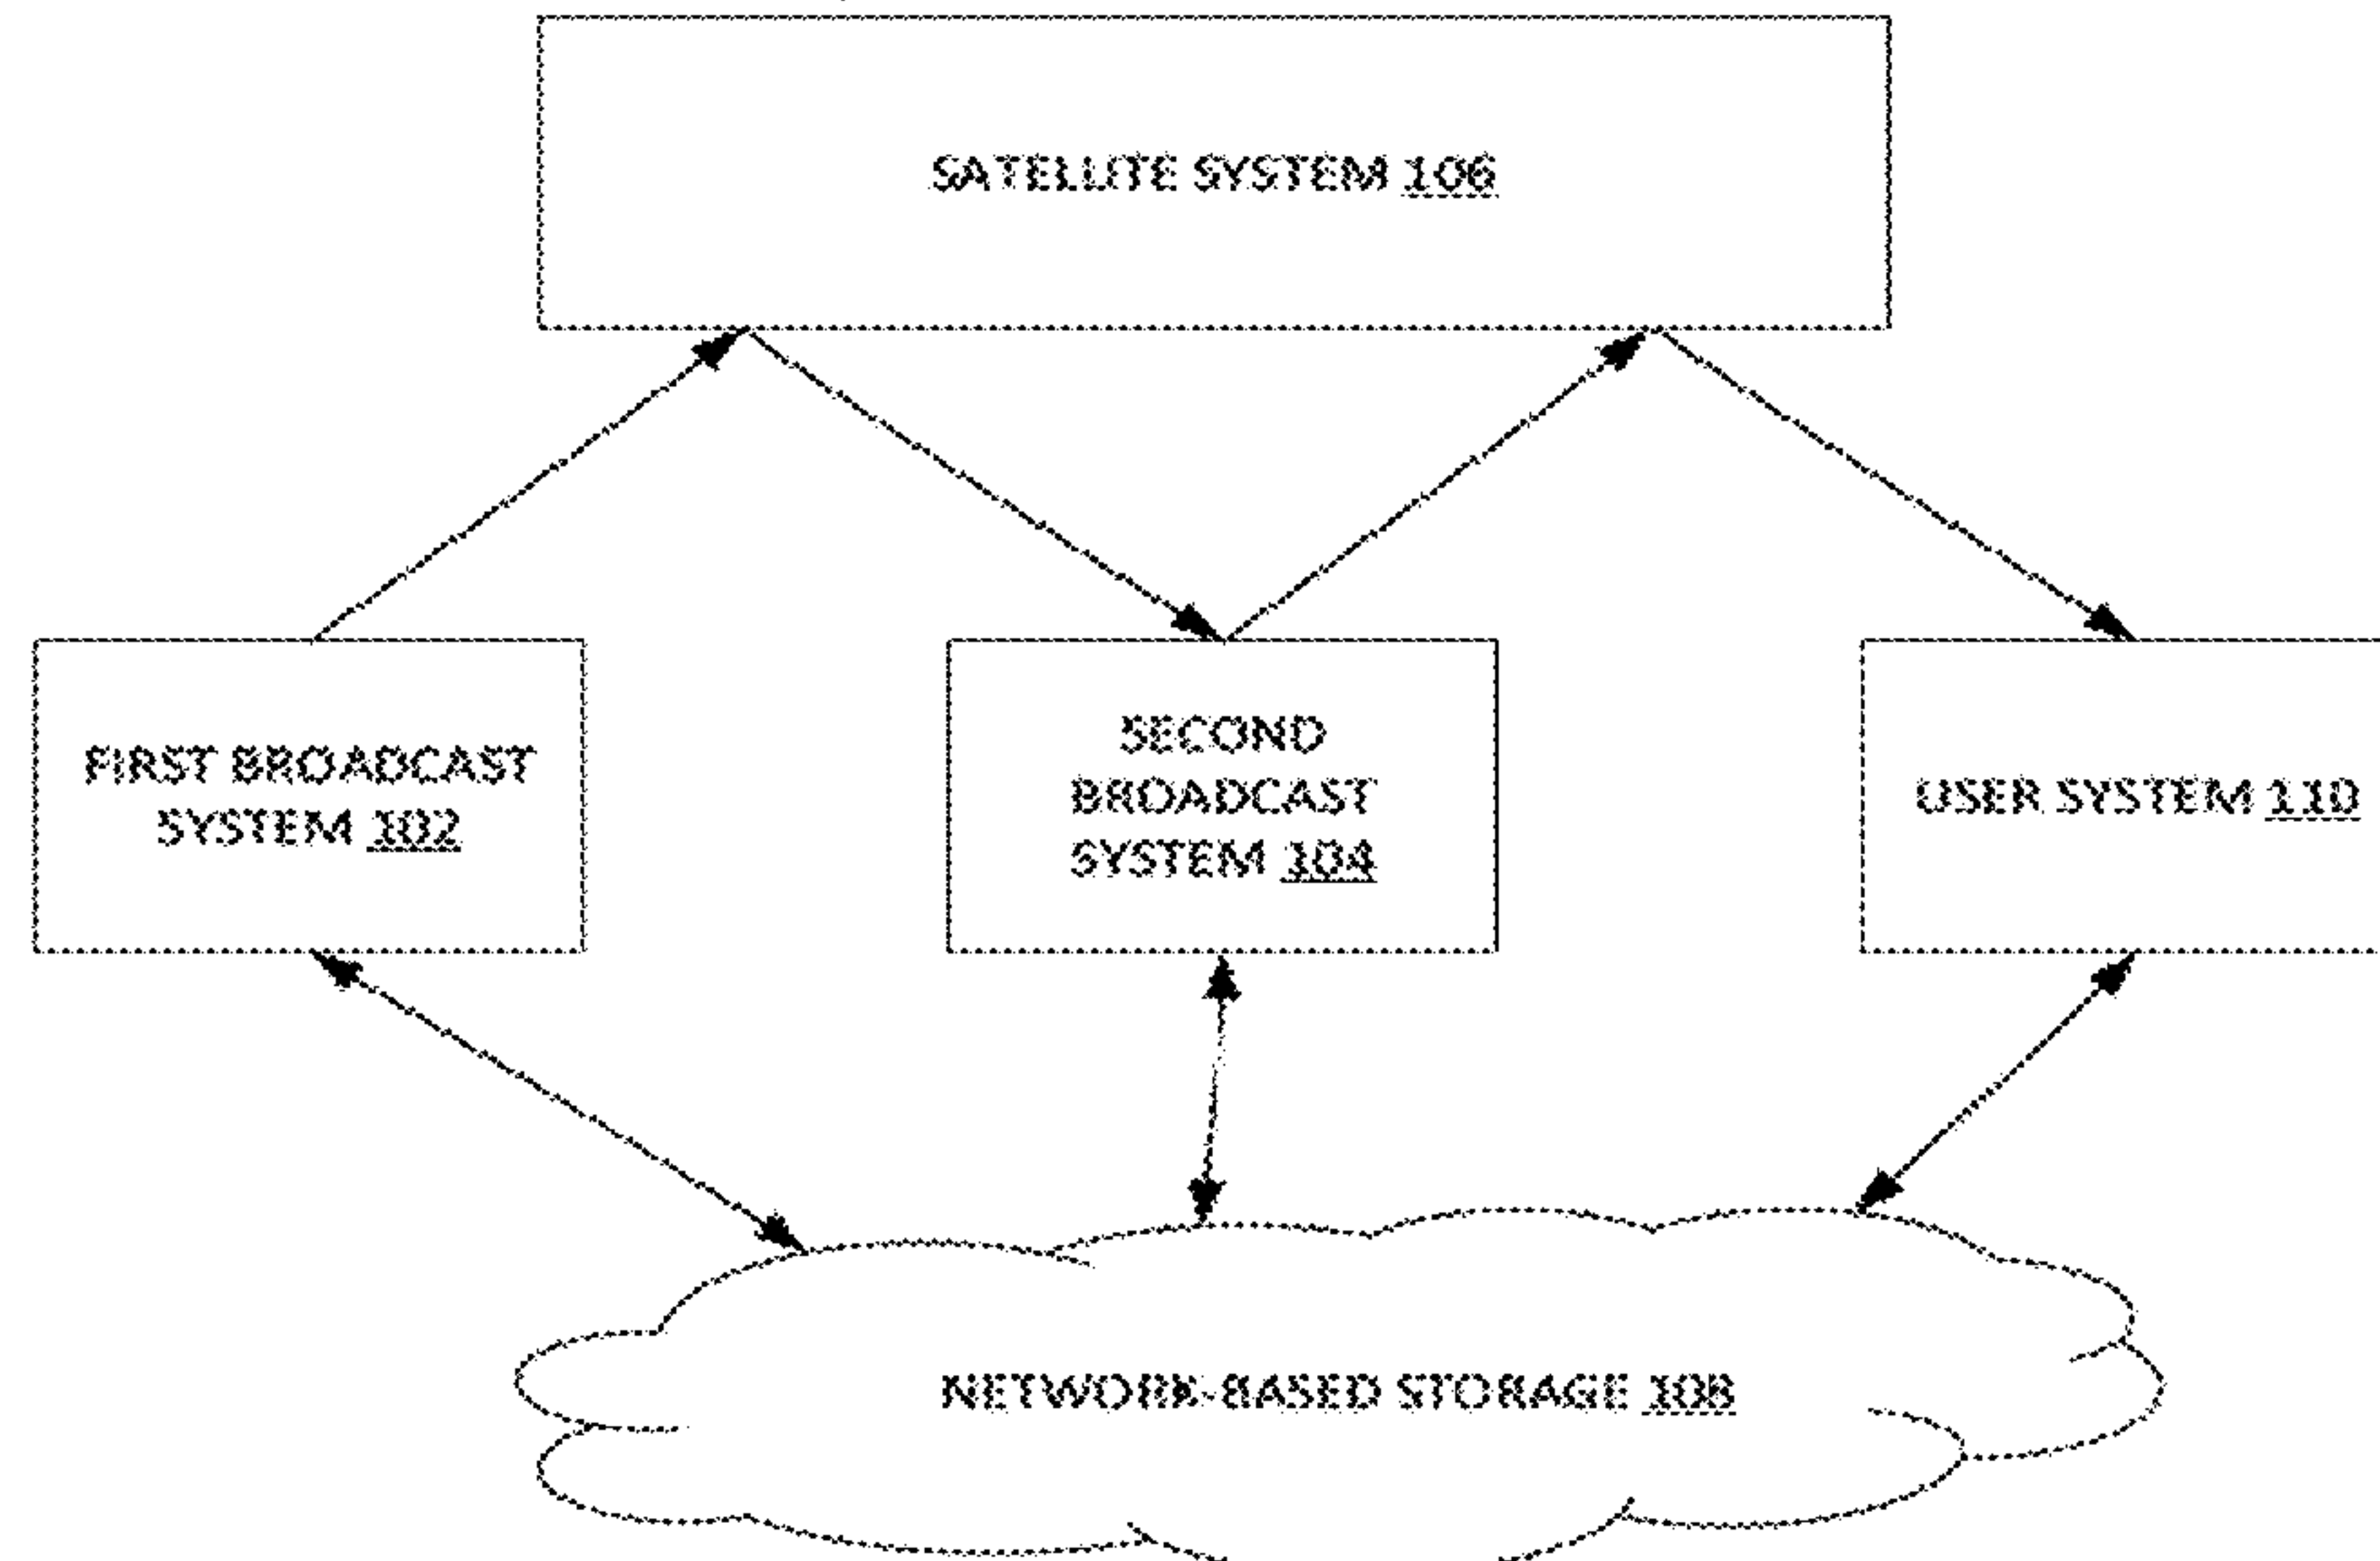 SATELLITE SYSTEM 106
FIRST BROADCAST
SYSTEM 102
SECOND
BROADCAST
SYSTEM 104
USER SYSTEM 110
NETWORK-BASED STORAGE 108